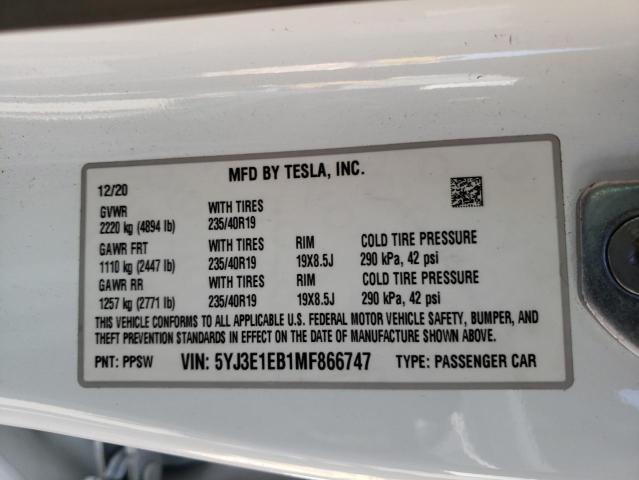 MFD BY TESLA, INC.
12/20
GVWR WITH TIRES
2220 kg (4894 lb) 235/40R19
GAWR FRT WITH TIRES RIM COLD TIRE PRESSURE
1110 kg (2447 lb) 235/40R19 19X8.5J 290 kPa, 42 psi
GAWR RR WITH TIRES RIM COLD TIRE PRESSURE
1257 kg (2771 lb) 235/40R19 19X8.5J 290 kPa, 42 psi
THIS VEHICLE CONFORMS TO ALL APPLICABLE U.S. FEDERAL MOTOR VEHICLE SAFETY, BUMPER, AND
THEFT PREVENTION STANDARDS IN EFFECT ON THE DATE OF MANUFACTURE SHOWN ABOVE.
PNT: PPSW VIN: 5YJ3E1EB1MF866747 TYPE: PASSENGER CAR